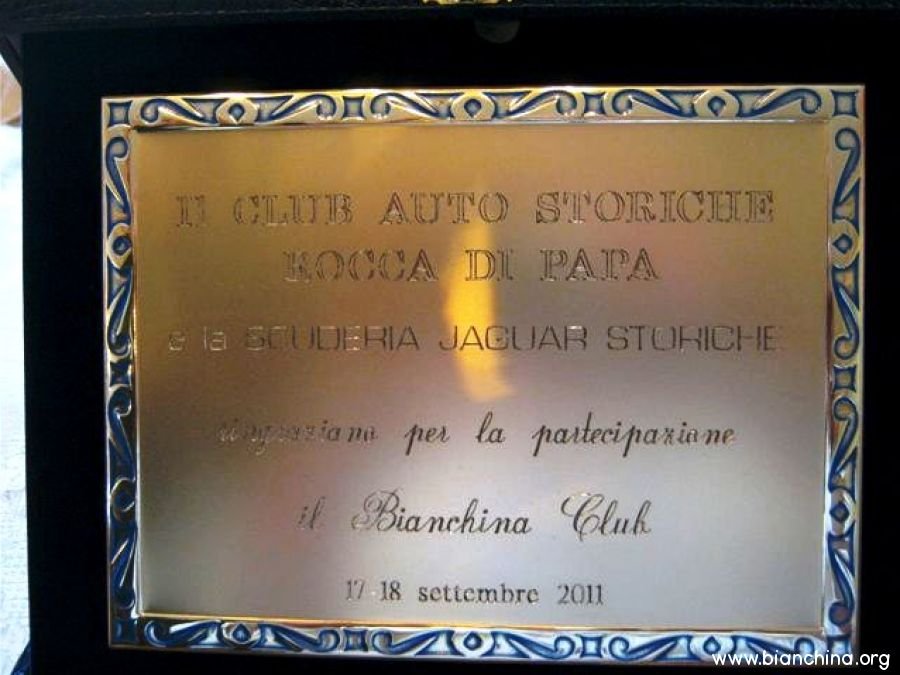 Il CLUB AUTO STORICHE
ROCCA DI PAPA
e la SCUDERIA JAGUAR STORICHE
ringraziano per la partecipazione
il Bianchina Club
17-18 settembre 2011
www.bianchina.org